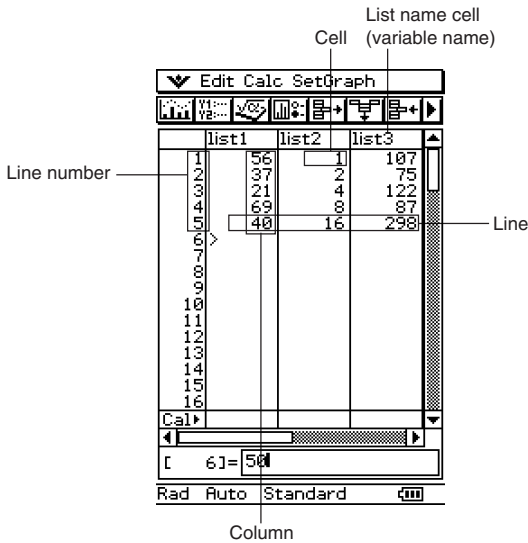 List name cell
Cell (variable name)
Edit Calc SetGraph
Y1:
Y2:
list1 list2 list3
1 56 1 107
2 37 2 75
Line number
3 21 4 122
4 69 8 87
5 40 16 298
Line
6
7
8
9
10
11
12
13
14
15
16
Cal
[ 6]= 50
Rad Auto Standard
Column